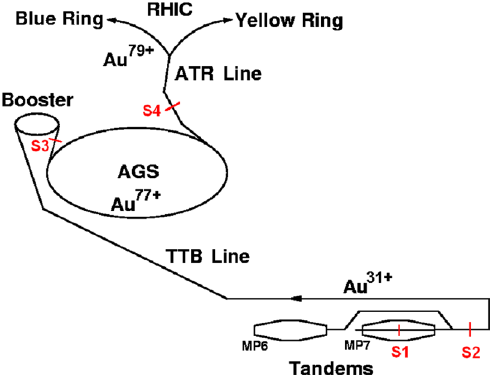 RHIC
Blue Ring
Yellow Ring
Au79+
ATR Line
Booster
S4
S3
AGS
Au77+
TTB Line
Au31+
MP6
MP7
S1
S2
Tandems